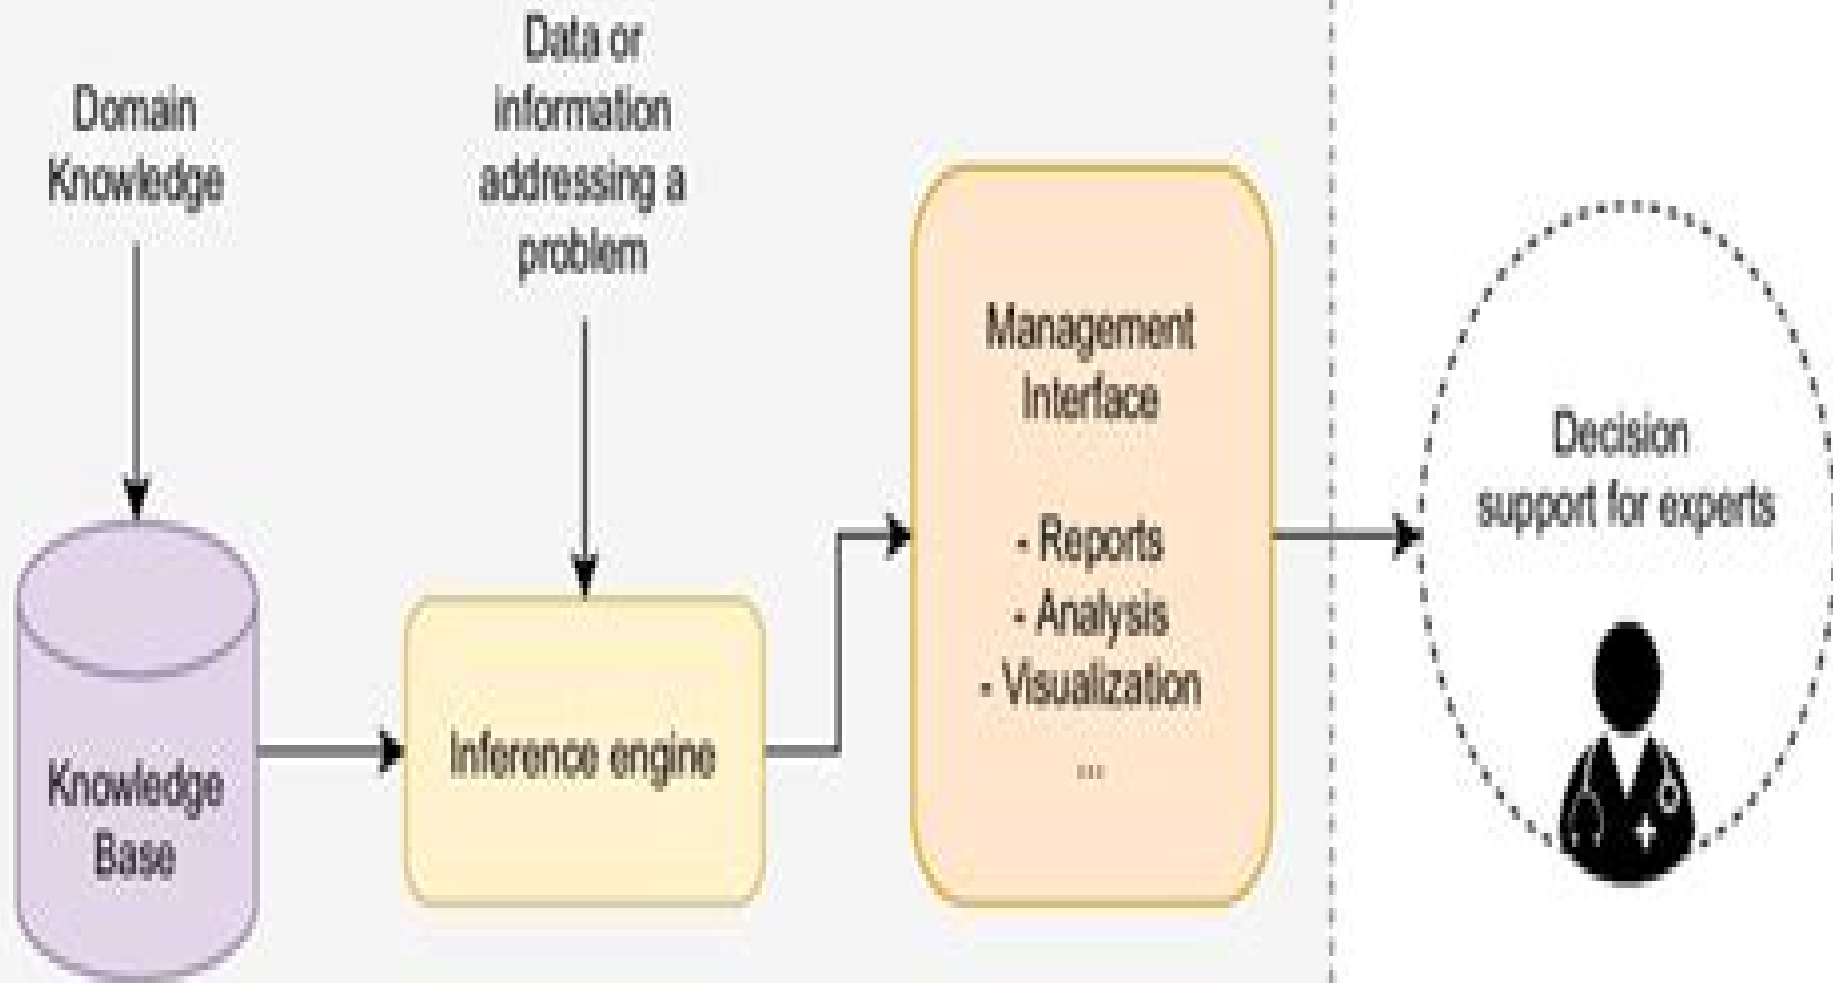 Domain
Knowledge
Data or
information
addressing a
problem
Knowledge
Base
Inference engine
Management
Interface
- Reports
- Analysis
- Visualization
...
Decision
support for experts